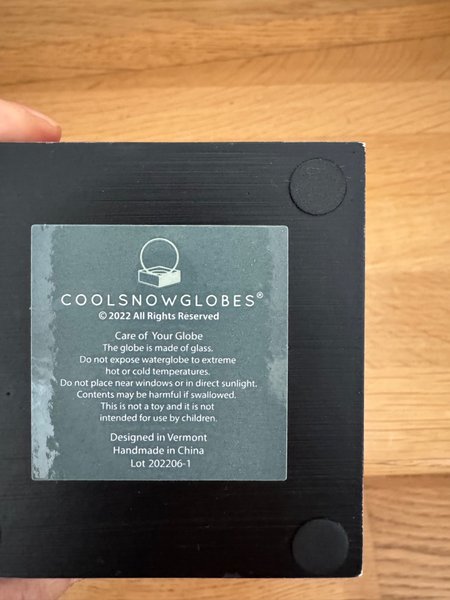 COOLSNOWGLOBES®
© 2022 All Rights Reserved
Care of Your Globe
The globe is made of glass.
Do not expose waterglobe to extreme
hot or cold temperatures.
Do not place near windows or in direct sunlight.
Contents may be harmful if swallowed.
This is not a toy and it is not
intended for use by children.
Designed in Vermont
Handmade in China
Lot 202206-1